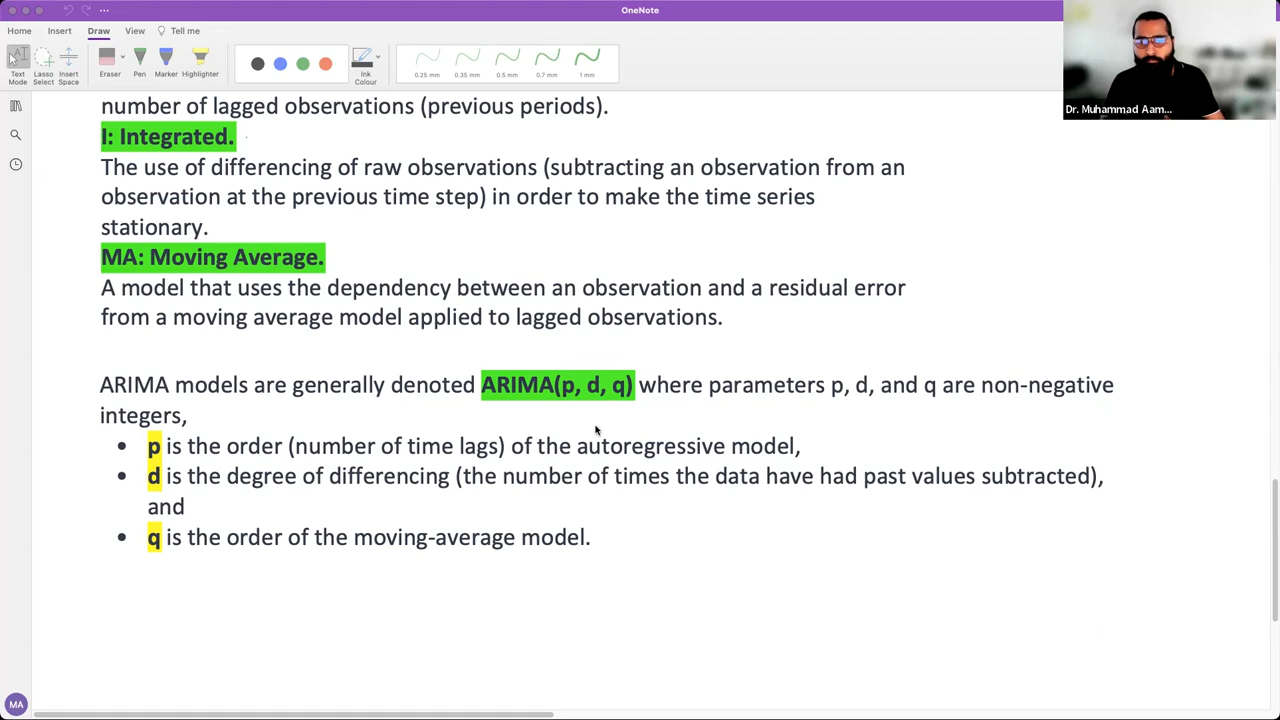 OneNote
Home Insert Draw View Tell me
Text Mode
Lasso Select
Insert Space
Eraser
Pen
Marker
Highlighter
Ink Colour
0.25 mm
0.35 mm
0.5 mm
0.7 mm
1 mm
Dr. Muhammad Aam...
number of lagged observations (previous periods).
I: Integrated.
The use of differencing of raw observations (subtracting an observation from an
observation at the previous time step) in order to make the time series
stationary.
MA: Moving Average.
A model that uses the dependency between an observation and a residual error
from a moving average model applied to lagged observations.
ARIMA models are generally denoted ARIMA(p, d, q) where parameters p, d, and q are non-negative
integers,
• p is the order (number of time lags) of the autoregressive model,
• d is the degree of differencing (the number of times the data have had past values subtracted),
and
• q is the order of the moving-average model.
MA